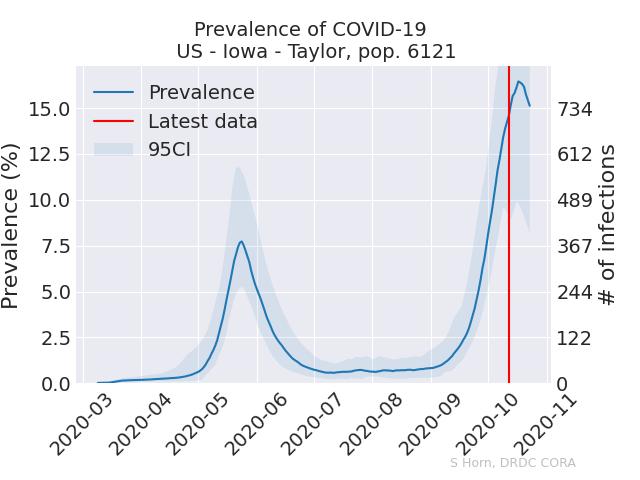 Prevalence of COVID-19
US - Iowa - Taylor, pop. 6121
Prevalence
Latest data
95CI
Prevalence (%)
15.0
12.5
10.0
7.5
5.0
2.5
0.0
734
612
489
367
244
122
0
# of infections
2020-03
2020-04
2020-05
2020-06
2020-07
2020-08
2020-09
2020-10
2020-11
S Horn, DRDC CORA